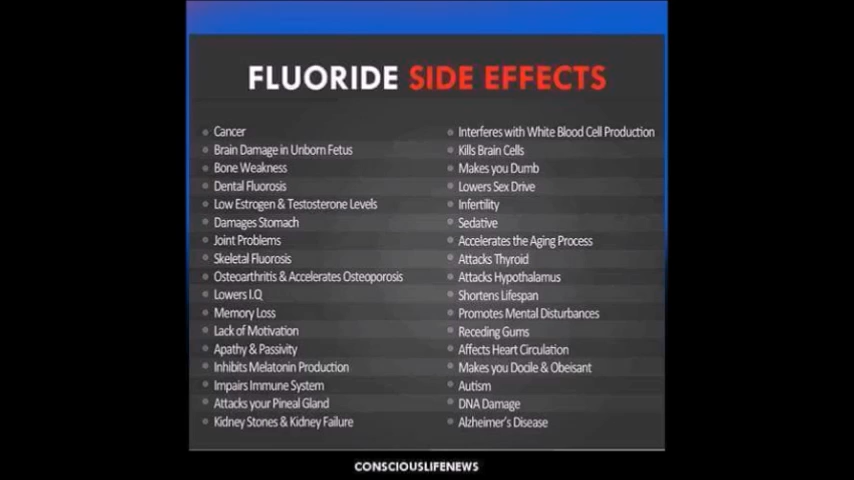 FLUORIDE SIDE EFFECTS
Cancer
Brain Damage in Unborn Fetus
Bone Weakness
Dental Fluorosis
Low Estrogen & Testosterone Levels
Damages Stomach
Joint Problems
Skeletal Fluorosis
Osteoarthritis & Accelerates Osteoporosis
Lowers I.Q
Memory Loss
Lack of Motivation
Apathy & Passivity
Inhibits Melatonin Production
Impairs Immune System
Attacks your Pineal Gland
Kidney Stones & Kidney Failure
Interferes with White Blood Cell Production
Kills Brain Cells
Makes you Dumb
Lowers Sex Drive
Infertility
Sedative
Accelerates the Aging Process
Attacks Thyroid
Attacks Hypothalamus
Shortens Lifespan
Promotes Mental Disturbances
Receding Gums
Affects Heart Circulation
Makes you Docile & Obeisant
Autism
DNA Damage
Alzheimer's Disease
CONSCIOUSLIFENEWS